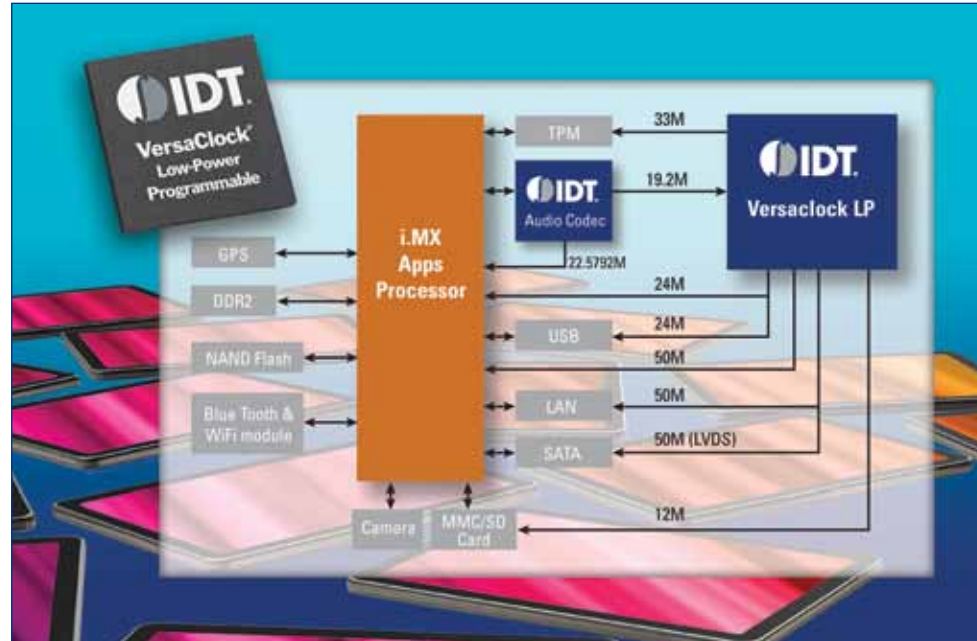 IDT.
VersaClock®
Low-Power
Programmable
33M
TPM
IDT.
Versaclock LP
IDT.
Audio Codec
19.2M
i.MX
Apps
Processor
22.5792M
GPS
24M
DDR2
24M
USB
50M
NAND Flash
50M
LAN
Blue Tooth &
WiFi module
50M (LVDS)
SATA
12M
Camera
MMC/SD
Card